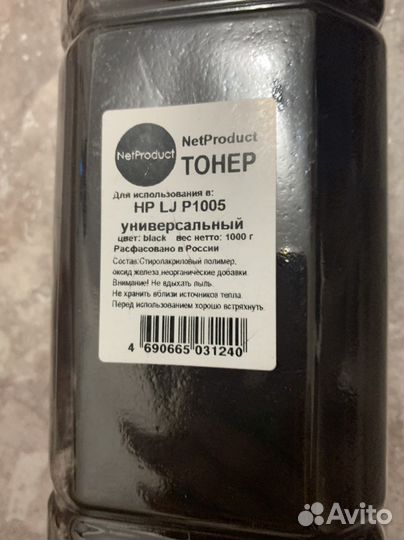 NetProduct
NetProduct
ТОНЕР
Для использования в:
HP LJ P1005
универсальный
цвет: black вес нетто: 1000 г
Расфасовано в России
Состав:Стиролакриловый полимер,
оксид железа,неорганические добавки.
Внимание! Не вдыхать пыль.
Не хранить вблизи источников тепла.
Перед использованием хорошо встряхнуть.
4 690665 031240
Avito